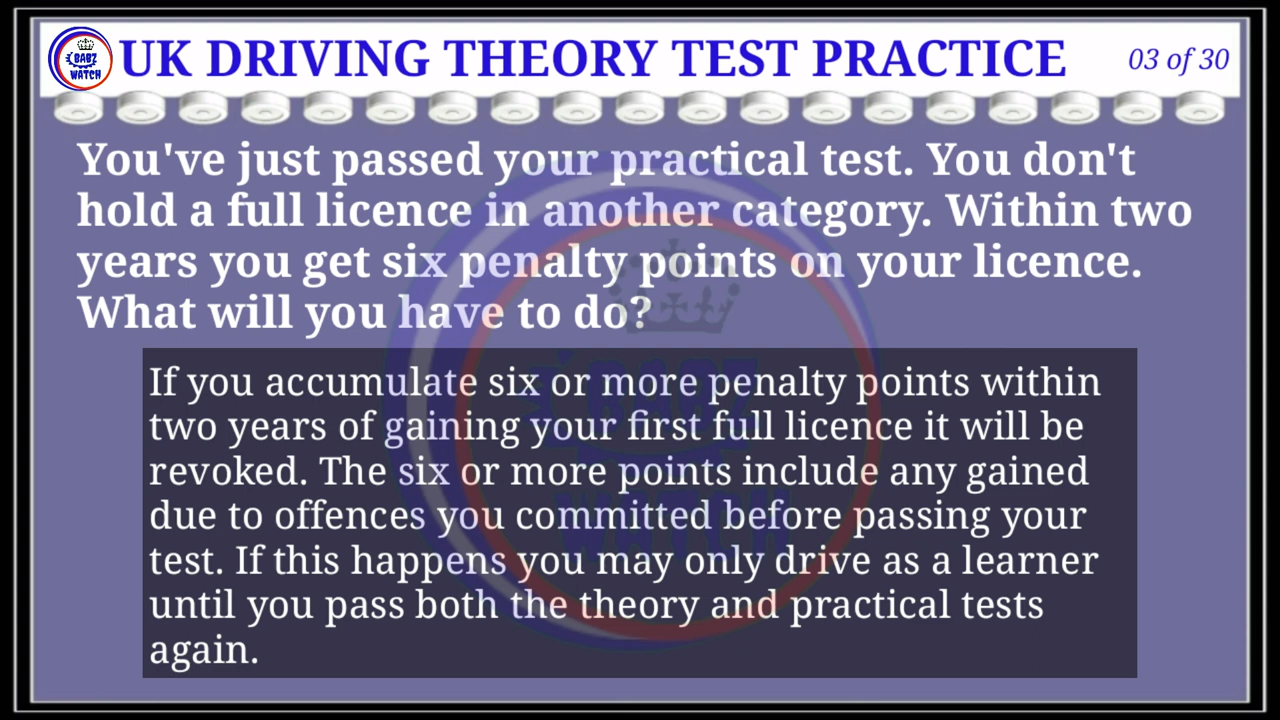 BABZ
WATCH
UK DRIVING THEORY TEST PRACTICE
03 of 30
You've just passed your practical test. You don't
hold a full licence in another category. Within two
years you get six penalty points on your licence.
What will you have to do?
If you accumulate six or more penalty points within
two years of gaining your first full licence it will be
revoked. The six or more points include any gained
due to offences you committed before passing your
test. If this happens you may only drive as a learner
until you pass both the theory and practical tests
again.
BABZ
WATCH